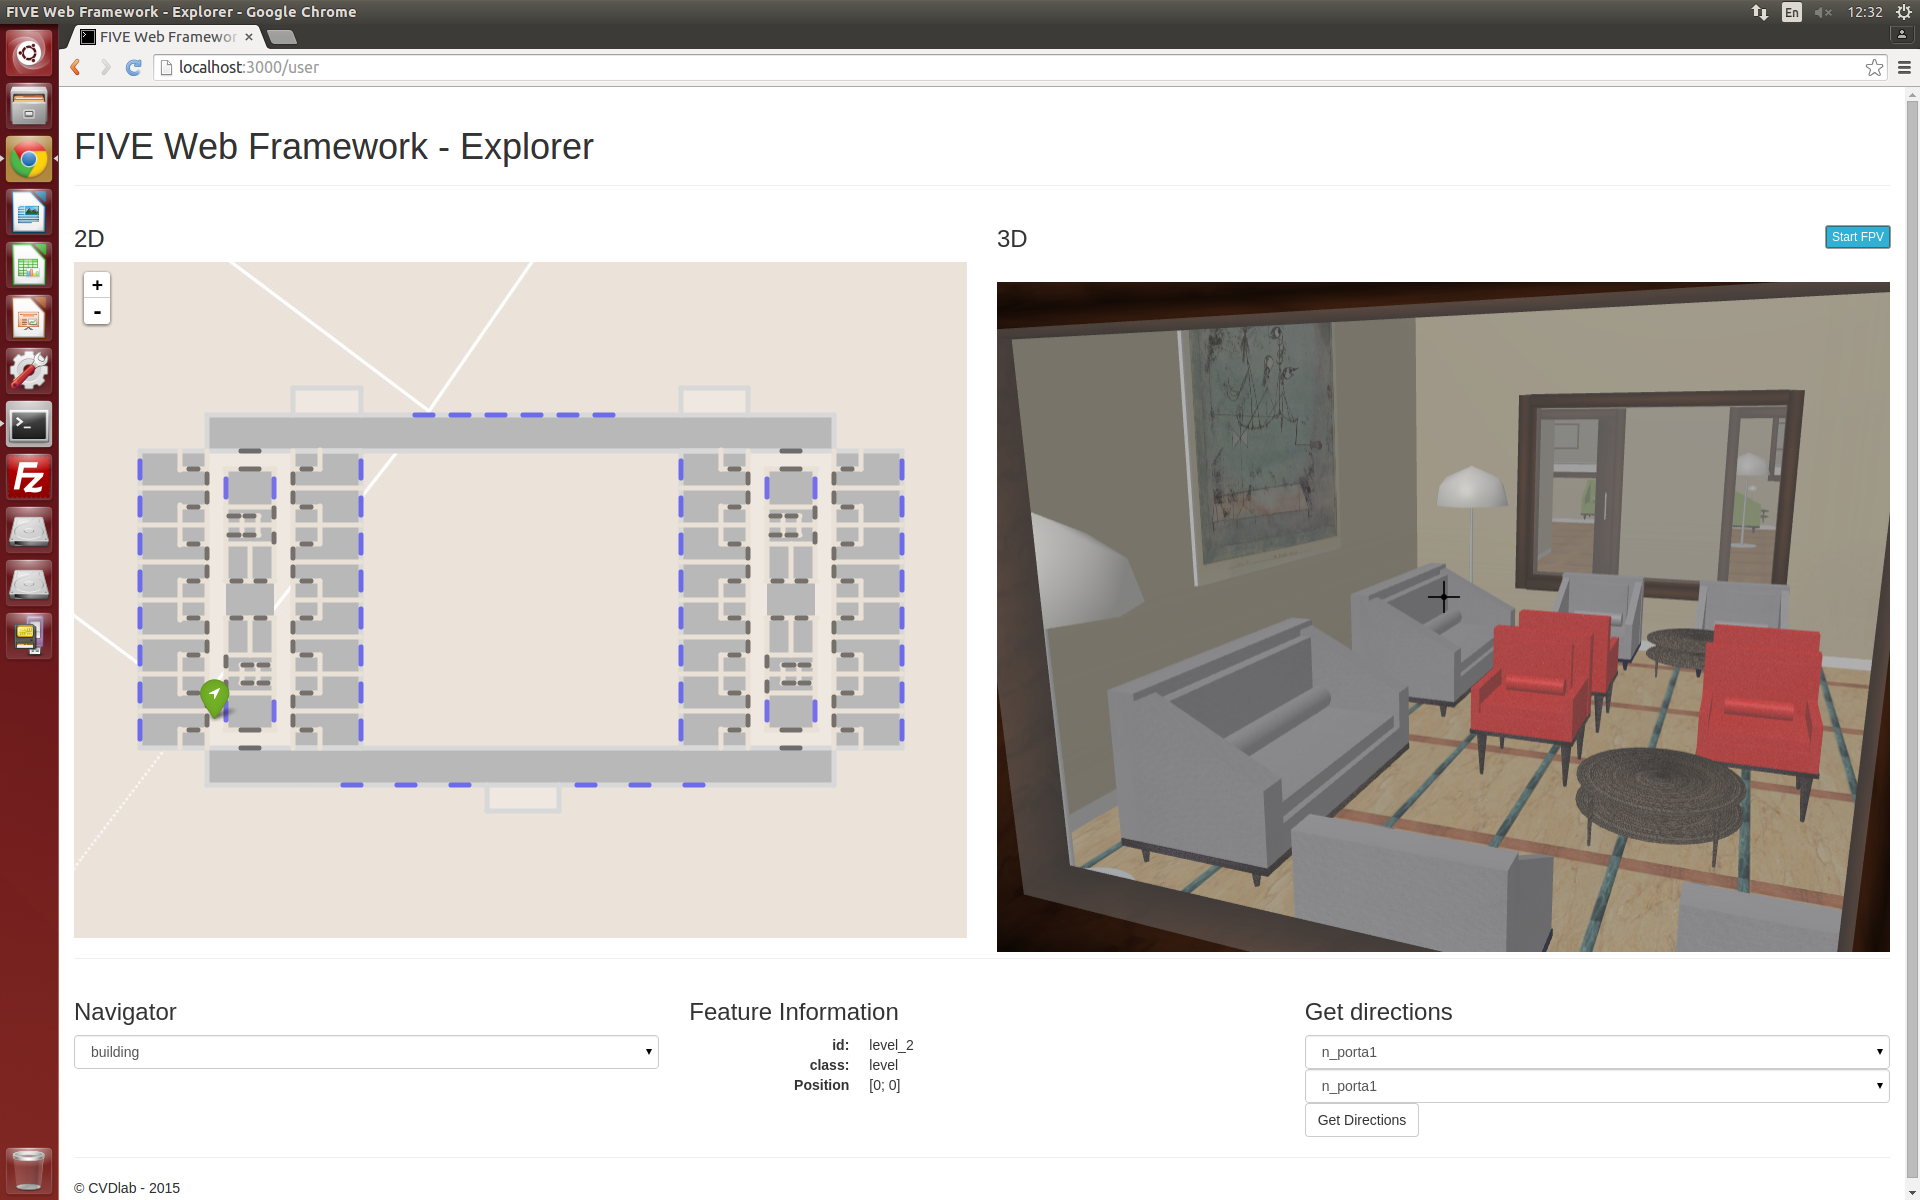 FIVE Web Framework - Explorer - Google Chrome
En
12:32
FIVE Web Framewor
localhost:3000/user
FIVE Web Framework - Explorer
2D
3D
Start FPV
+
-
Navigator
building
Feature Information
id: level_2
class: level
Position [0; 0]
Get directions
n_porta1
n_porta1
Get Directions
© CVDlab - 2015